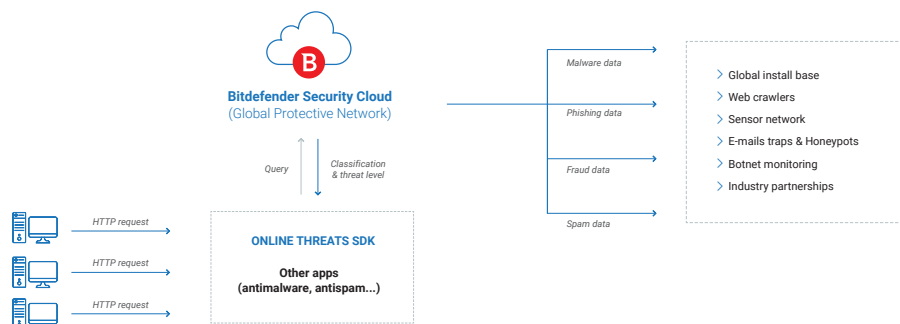 B
Bitdefender Security Cloud
(Global Protective Network)
Query
Classification
& threat level
HTTP request
HTTP request
HTTP request
ONLINE THREATS SDK
Other apps
(antimalware, antispam...)
Malware data
Phishing data
Fraud data
Spam data
Global install base
Web crawlers
Sensor network
E-mails traps & Honeypots
Botnet monitoring
Industry partnerships